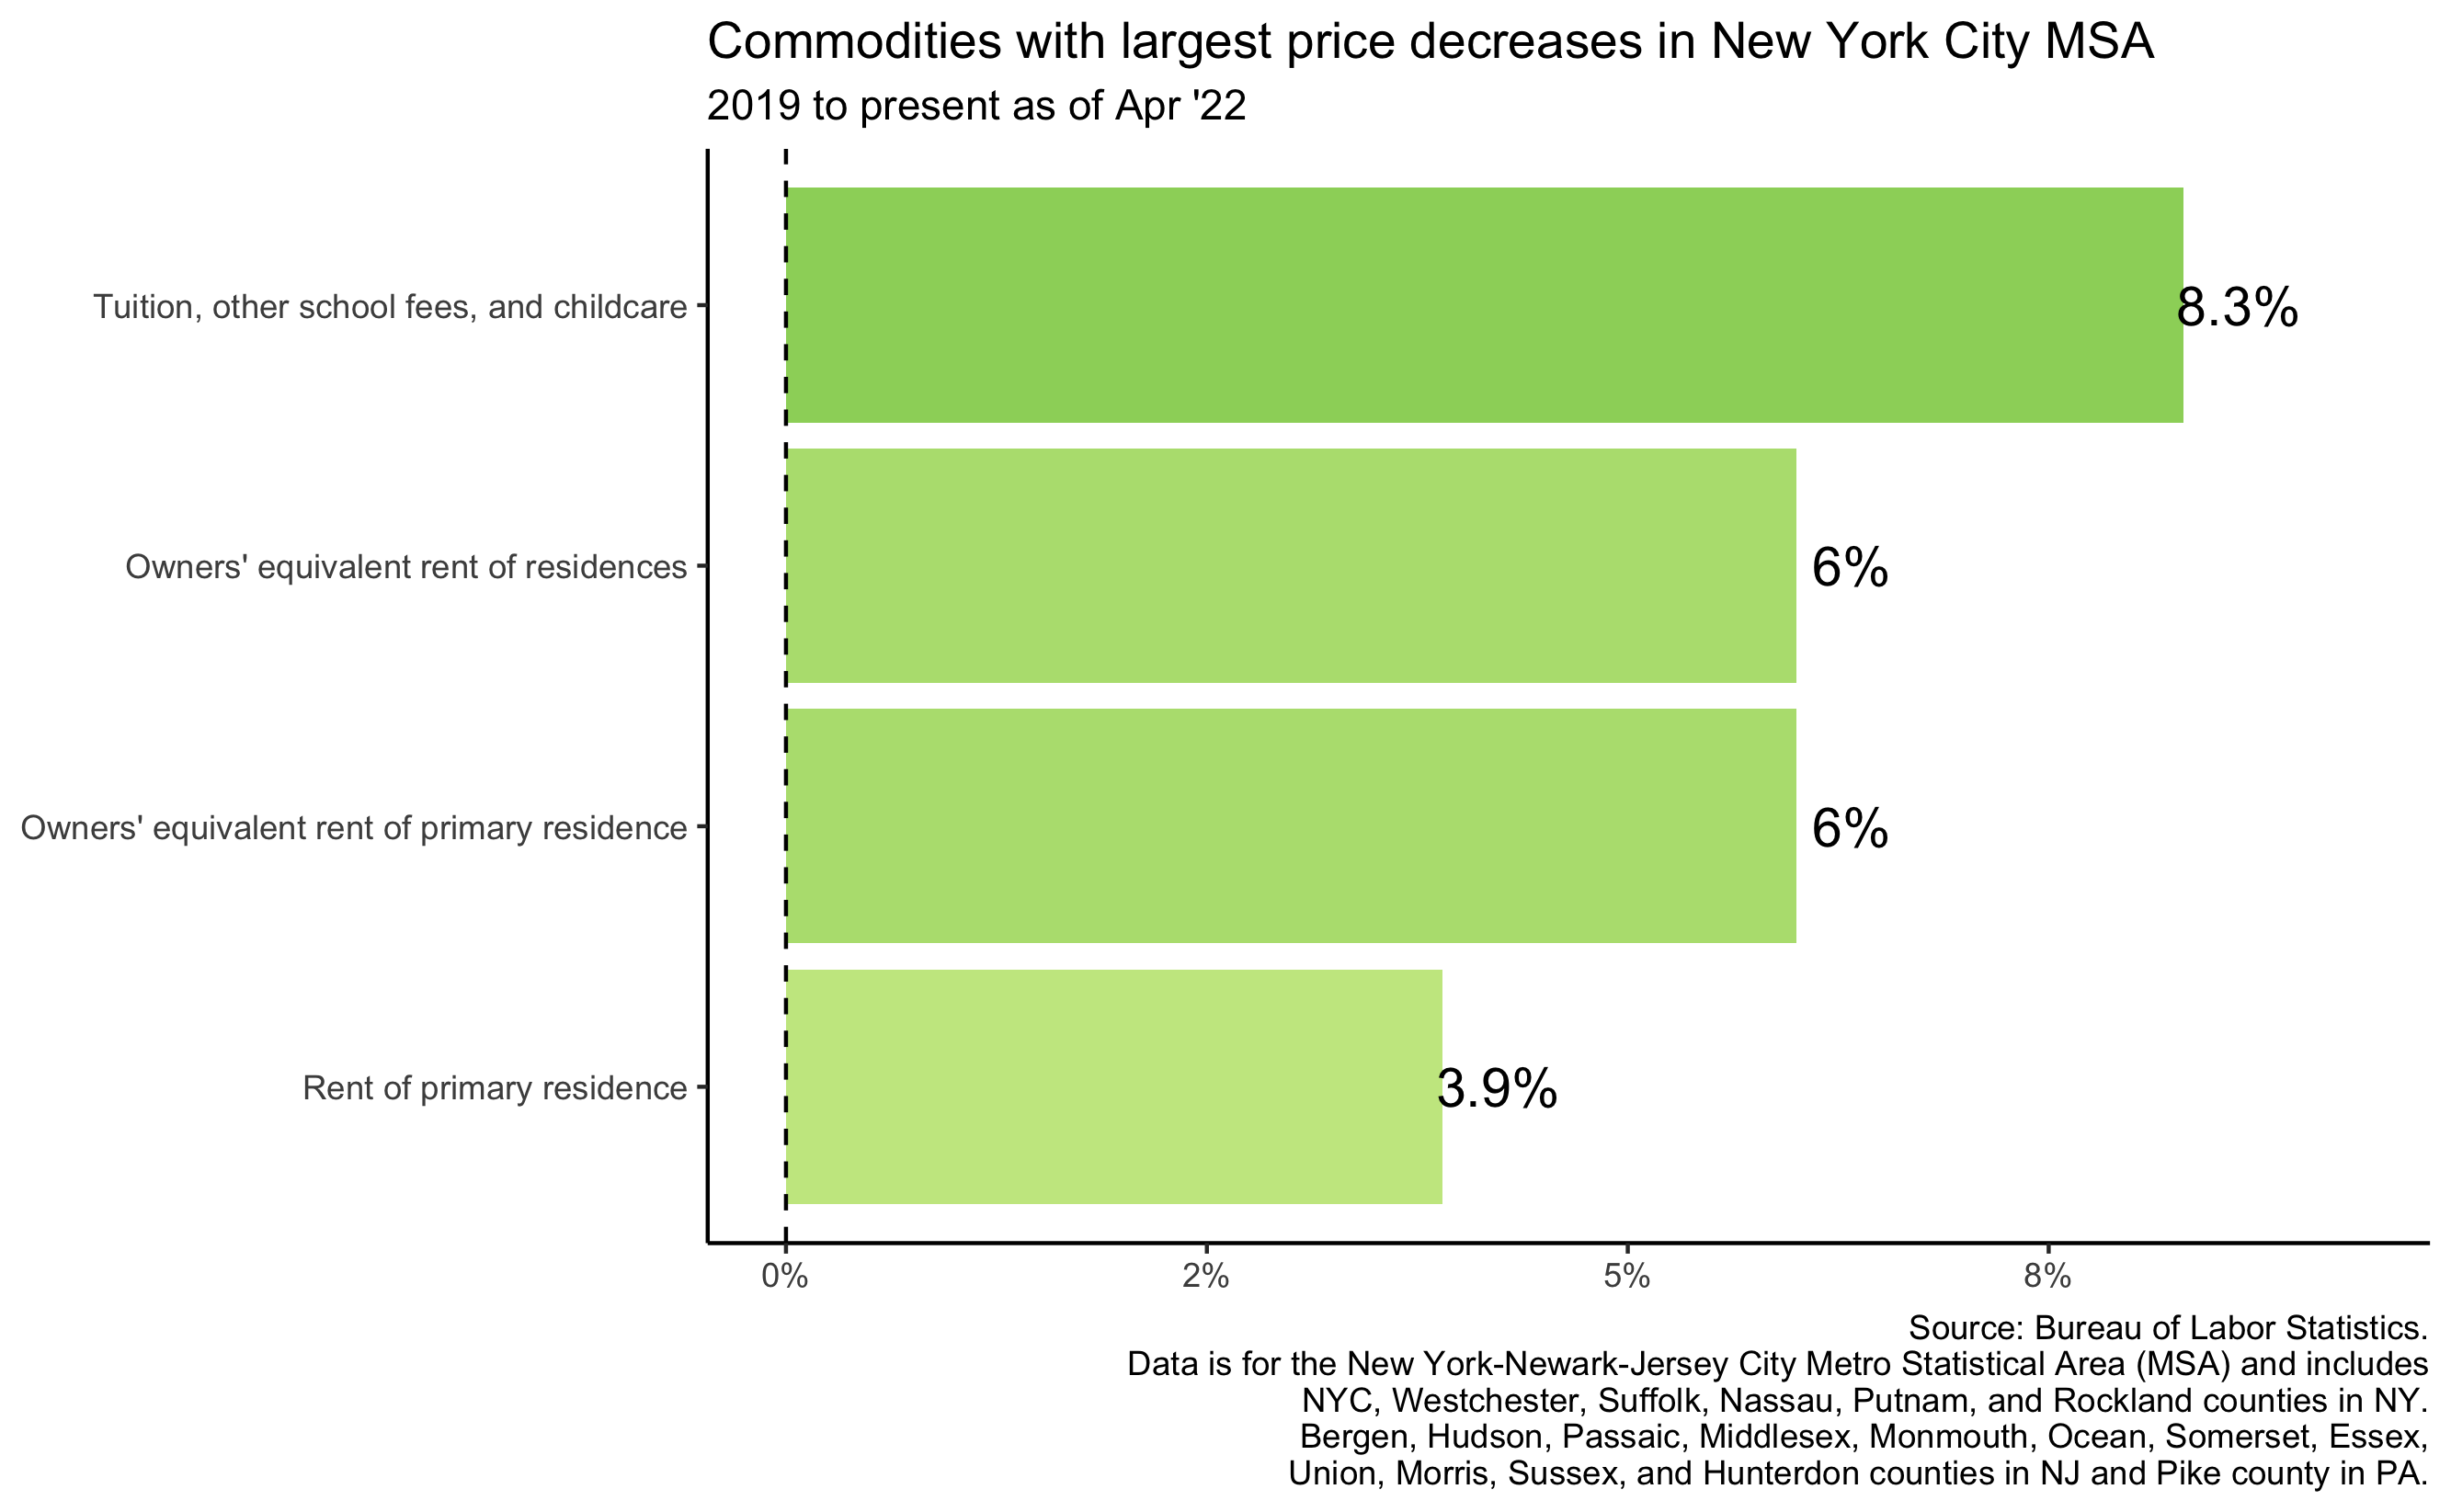 Commodities with largest price decreases in New York City MSA
2019 to present as of Apr '22
Tuition, other school fees, and childcare
8.3%
Owners' equivalent rent of residences
6%
Owners' equivalent rent of primary residence
6%
Rent of primary residence
3.9%
0% 2% 5% 8%
Source: Bureau of Labor Statistics.
Data is for the New York-Newark-Jersey City Metro Statistical Area (MSA) and includes
NYC, Westchester, Suffolk, Nassau, Putnam, and Rockland counties in NY.
Bergen, Hudson, Passaic, Middlesex, Monmouth, Ocean, Somerset, Essex,
Union, Morris, Sussex, and Hunterdon counties in NJ and Pike county in PA.